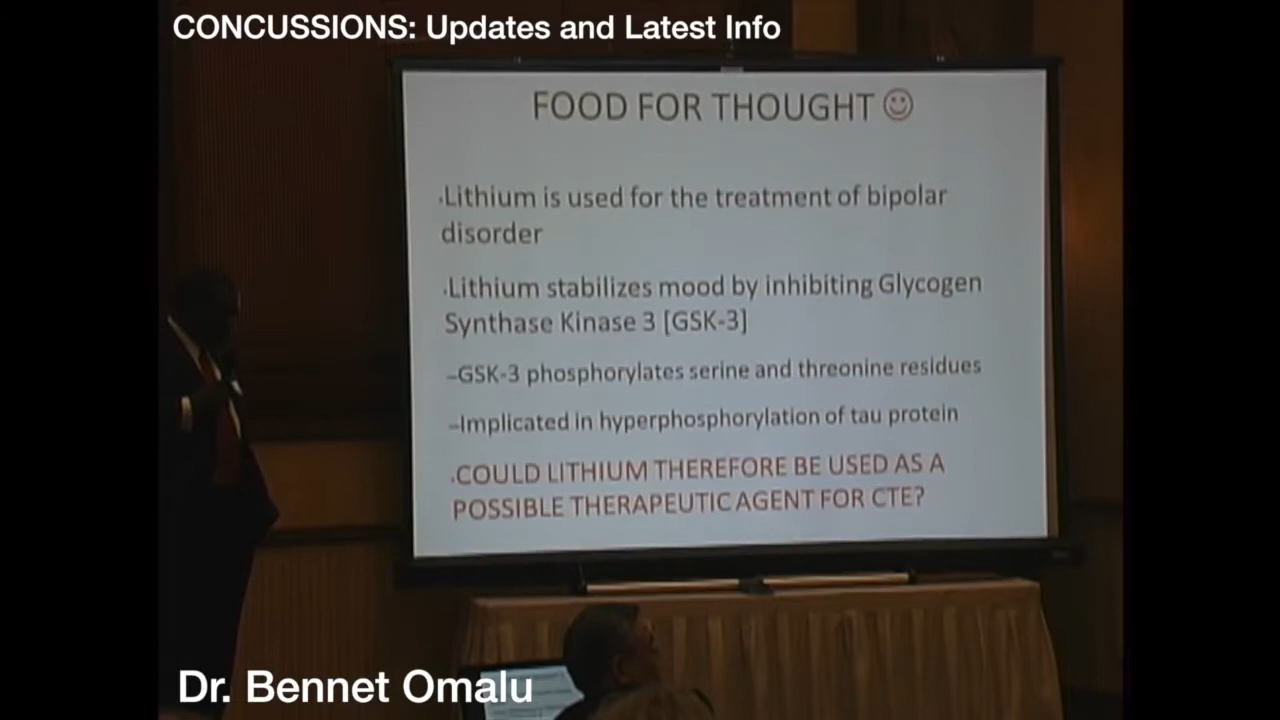 CONCUSSIONS: Updates and Latest Info
FOOD FOR THOUGHT ☺
·Lithium is used for the treatment of bipolar
disorder
·Lithium stabilizes mood by inhibiting Glycogen
Synthase Kinase 3 [GSK-3]
–GSK-3 phosphorylates serine and threonine residues
–Implicated in hyperphosphorylation of tau protein
·COULD LITHIUM THEREFORE BE USED AS A
POSSIBLE THERAPEUTIC AGENT FOR CTE?
Dr. Bennet Omalu